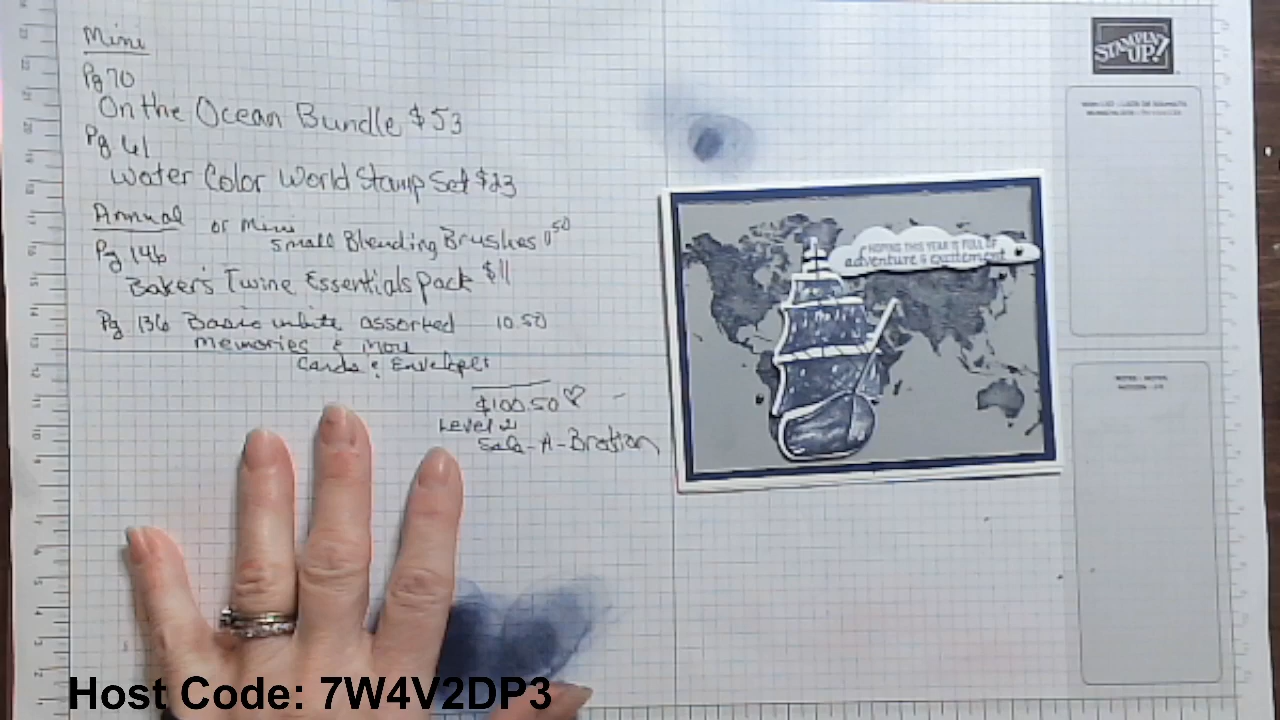 Mini
Pg 70
On the Ocean Bundle $53
Pg 61
Water Color World Stamp Set $23
Annual or Mini
Small Blending Brushes
Pg 146
Baker's Twine Essentials Pack $11
Pg 136 Basic white assorted 10.50
memories & more
Cards & Envelopes
$100.50
Level 2
Sale-A-Bration
STAMPIN' UP!
HOPING THIS YEAR IS FULL OF
adventure & excitement
Host Code: 7W4V2DP3